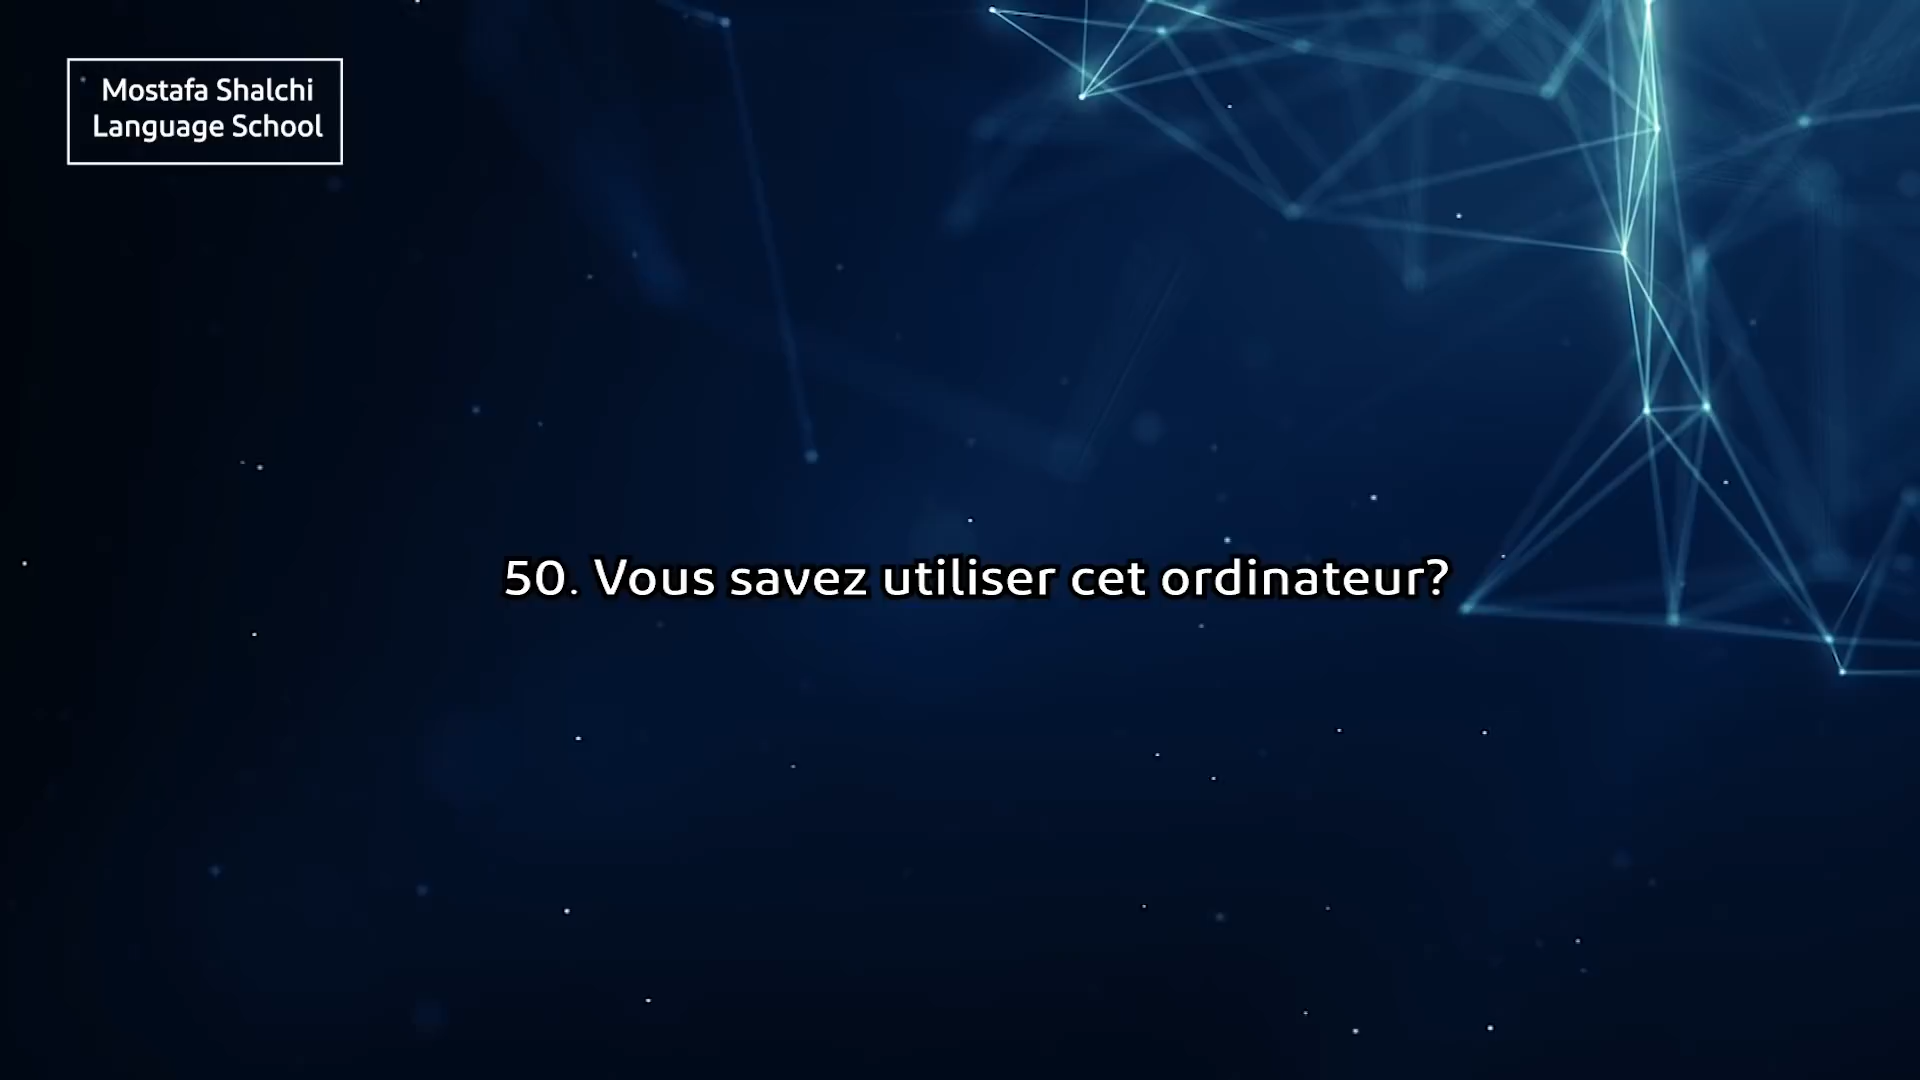 Mostafa Shalchi
Language School
50. Vous savez utiliser cet ordinateur?